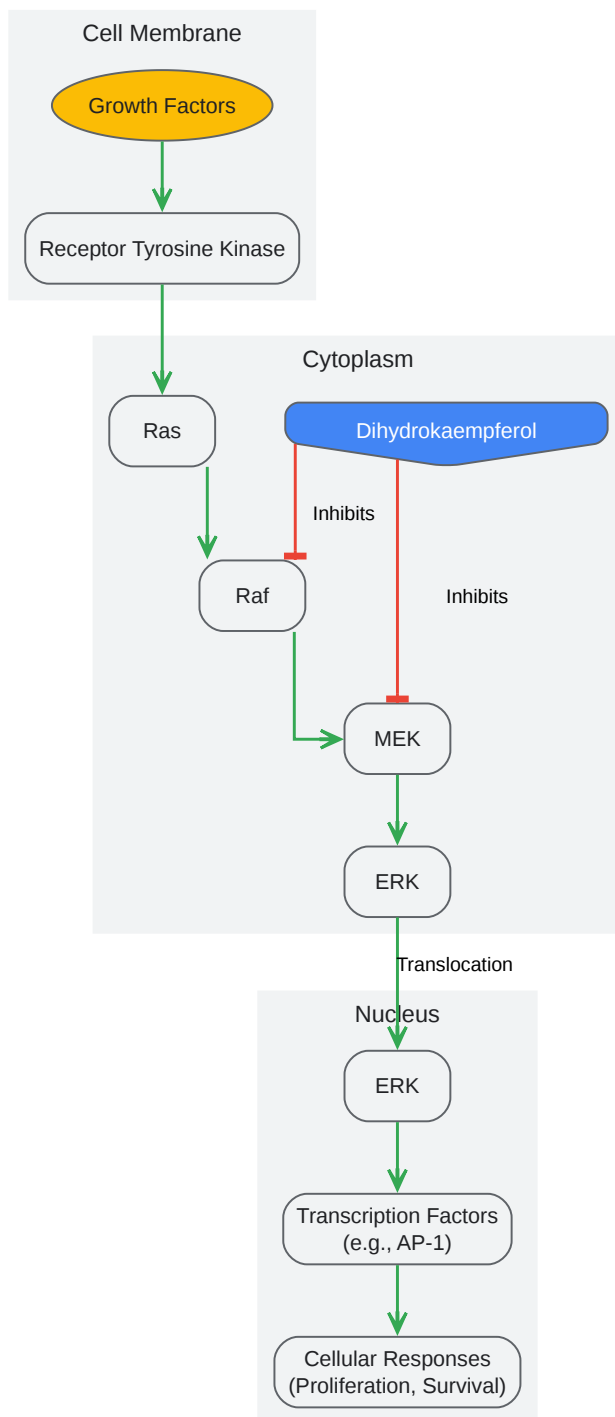 Cell Membrane
Growth Factors
Receptor Tyrosine Kinase
Cytoplasm
Ras
Dihydrokaempferol
Inhibits
Raf
Inhibits
MEK
ERK
Translocation
Nucleus
ERK
Transcription Factors
(e.g., AP-1)
Cellular Responses
(Proliferation, Survival)